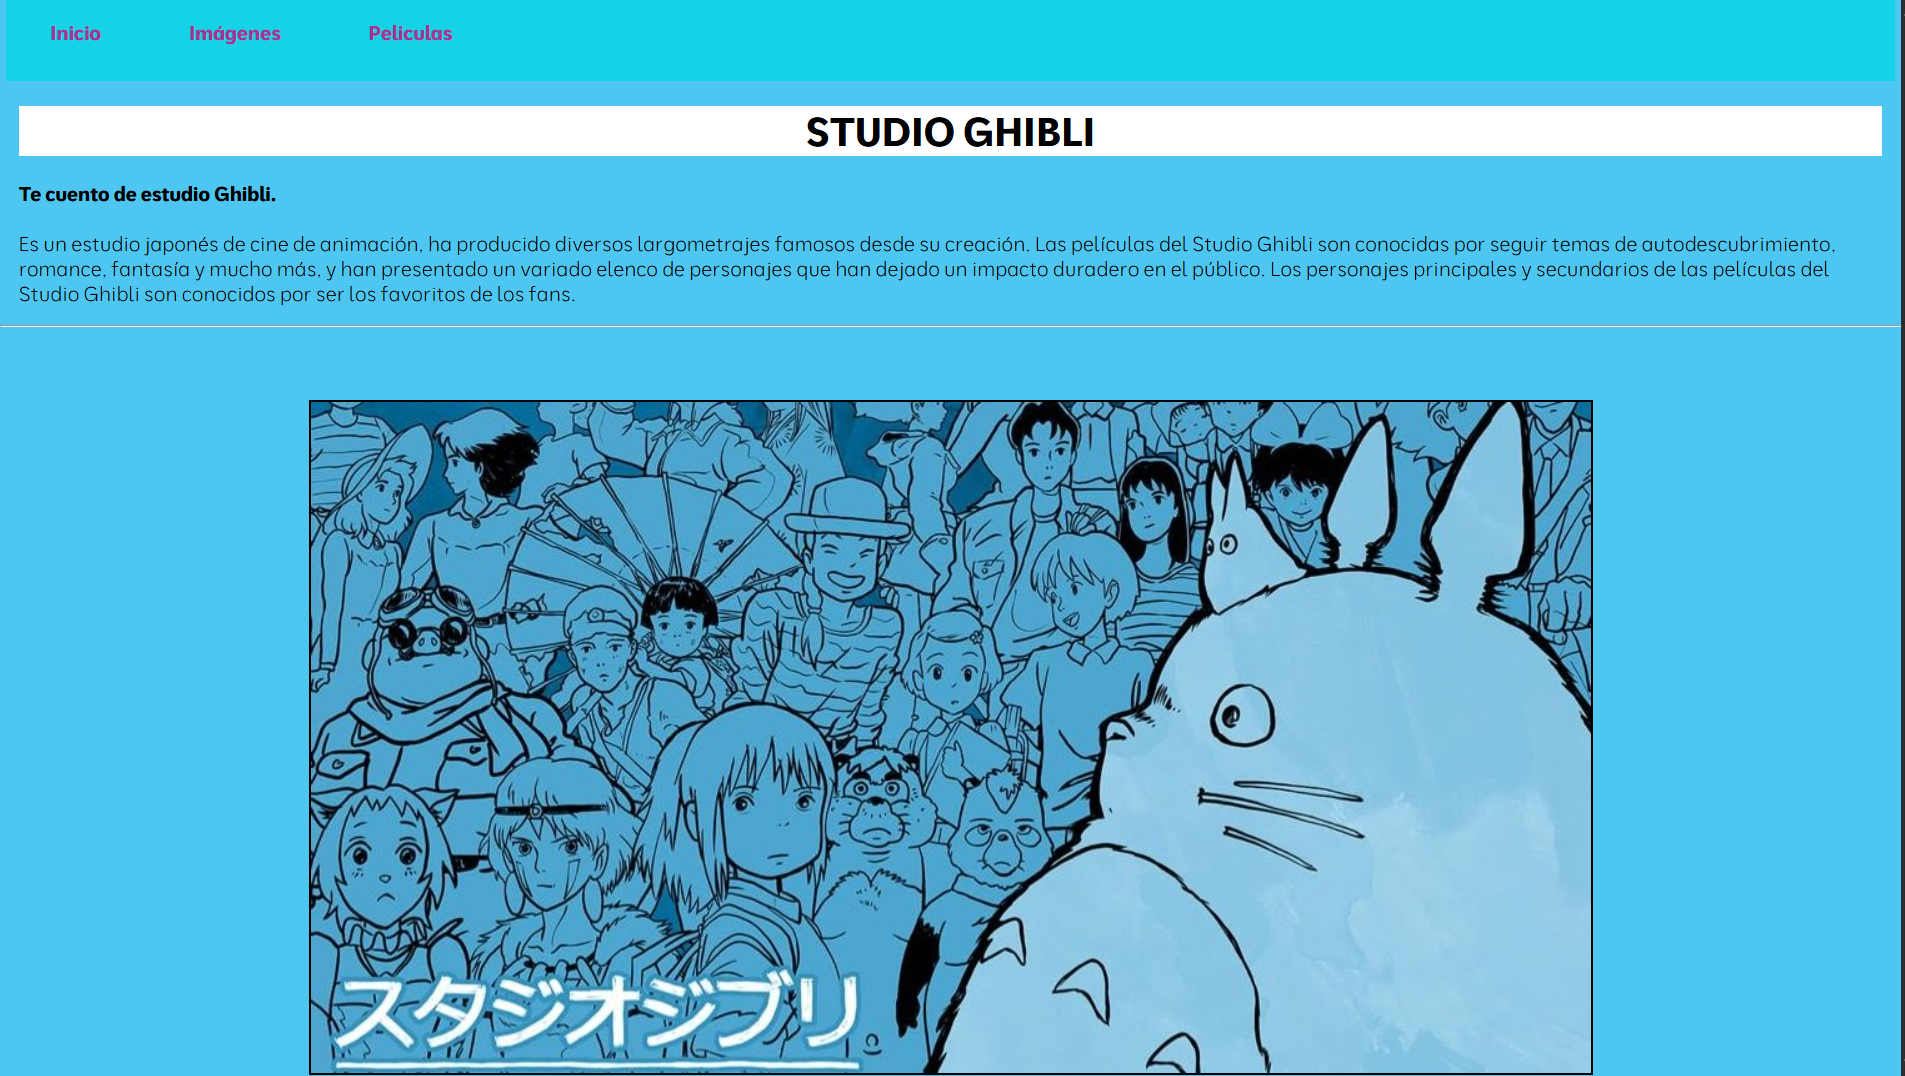 Inicio Imágenes Peliculas
STUDIO GHIBLI
Te cuento de estudio Ghibli.
Es un estudio japonés de cine de animación, ha producido diversos largometrajes famosos desde su creación. Las películas del Studio Ghibli son conocidas por seguir temas de autodescubrimiento,
romance, fantasía y mucho más, y han presentado un variado elenco de personajes que han dejado un impacto duradero en el público. Los personajes principales y secundarios de las películas del
Studio Ghibli son conocidos por ser los favoritos de los fans.
スタジオジブリ